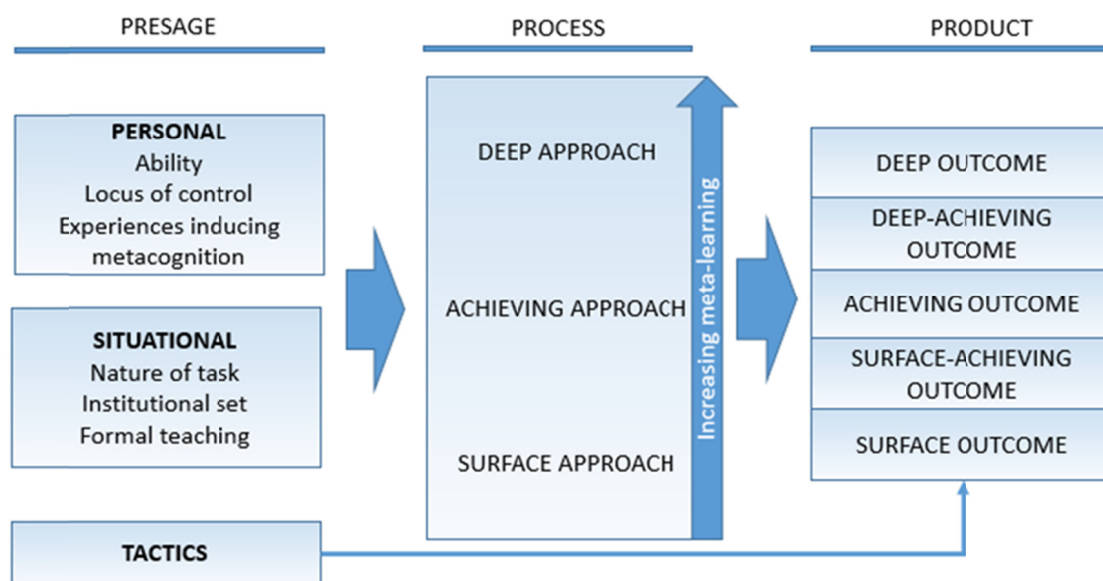 PRESAGE
PERSONAL
Ability
Locus of control
Experiences inducing
metacognition
SITUATIONAL
Nature of task
Institutional set
Formal teaching
TACTICS
PROCESS
DEEP APPROACH
ACHIEVING APPROACH
SURFACE APPROACH
Increasing meta-learning
PRODUCT
DEEP OUTCOME
DEEP-ACHIEVING
OUTCOME
ACHIEVING OUTCOME
SURFACE-ACHIEVING
OUTCOME
SURFACE OUTCOME